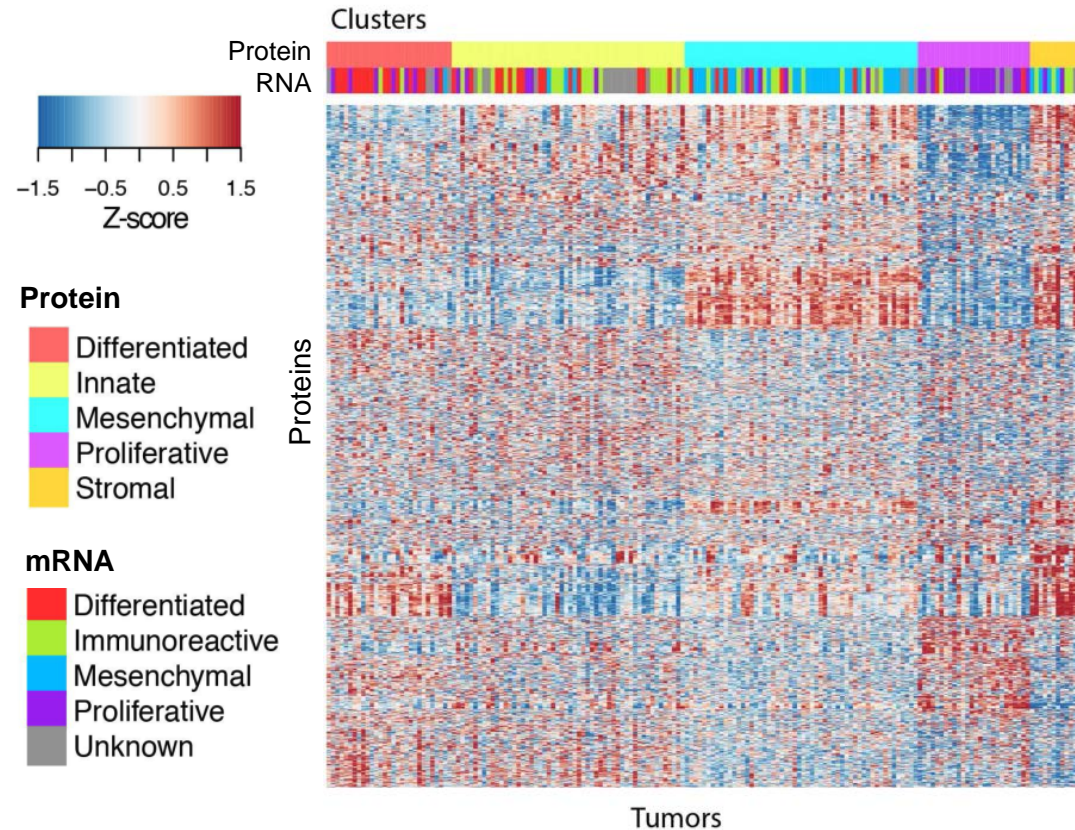 Clusters
Protein
RNA
−1.5 −0.5 0.5 1.5
Z-score
Protein
Differentiated
Innate
Mesenchymal
Proliferative
Stromal
mRNA
Differentiated
Immunoreactive
Mesenchymal
Proliferative
Unknown
Proteins
Tumors